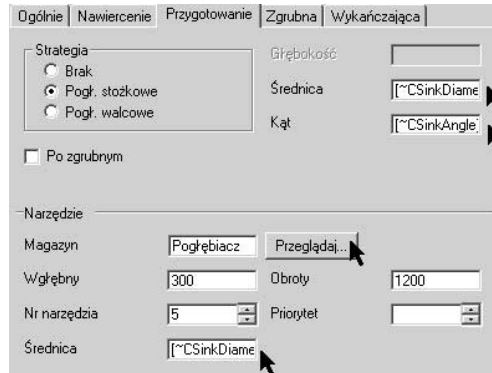 Ogólnie Nawiercenie Przygotowanie Zgrubna Wykańczająca
Strategia
Brak
Pogł. stożkowe
Pogł. walcowe
Po zgrubnym
Głębokość
Średnica [~CSinkDiame
Kąt [~CSinkAngle]
Narzędzie
Magazyn Pogłębiacz Przeglądaj...
Wgłębny 300 Obroty 1200
Nr narzędzia 5 Priorytet
Średnica [~CSinkDiame